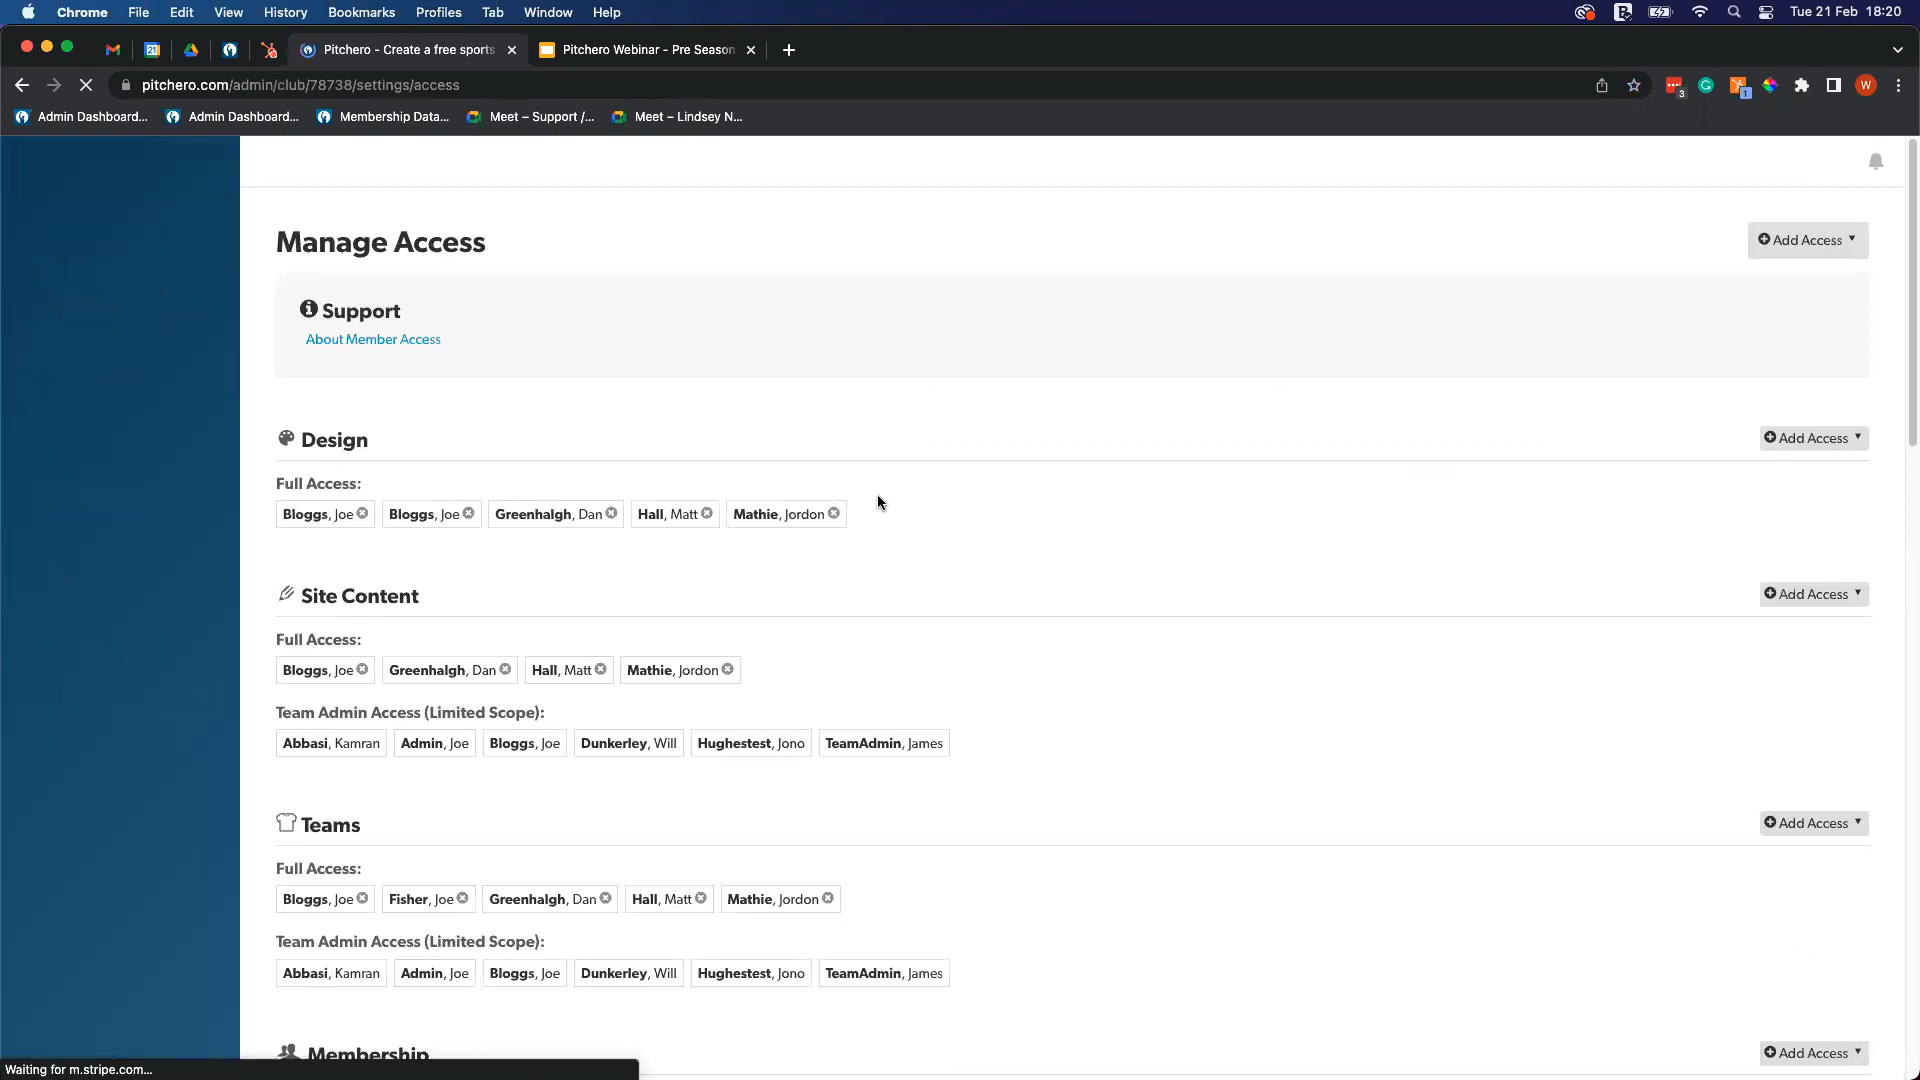 Chrome File Edit View History Bookmarks Profiles Tab Window Help Tue 21 Feb 18:20
Pitchero - Create a free sports Pitchero Webinar - Pre Season
pitchero.com/admin/club/78738/settings/access
3 1 W
Admin Dashboard... Admin Dashboard... Membership Data... Meet – Support /... Meet – Lindsey N...
Manage Access
Add Access
Support
About Member Access
Design
Add Access
Full Access:
Bloggs, Joe Bloggs, Joe Greenhalgh, Dan Hall, Matt Mathie, Jordon
Site Content
Add Access
Full Access:
Bloggs, Joe Greenhalgh, Dan Hall, Matt Mathie, Jordon
Team Admin Access (Limited Scope):
Abbasi, Kamran Admin, Joe Bloggs, Joe Dunkerley, Will Hughestest, Jono TeamAdmin, James
Teams
Add Access
Full Access:
Bloggs, Joe Fisher, Joe Greenhalgh, Dan Hall, Matt Mathie, Jordon
Team Admin Access (Limited Scope):
Abbasi, Kamran Admin, Joe Bloggs, Joe Dunkerley, Will Hughestest, Jono TeamAdmin, James
Membership
Add Access
Waiting for m.stripe.com...